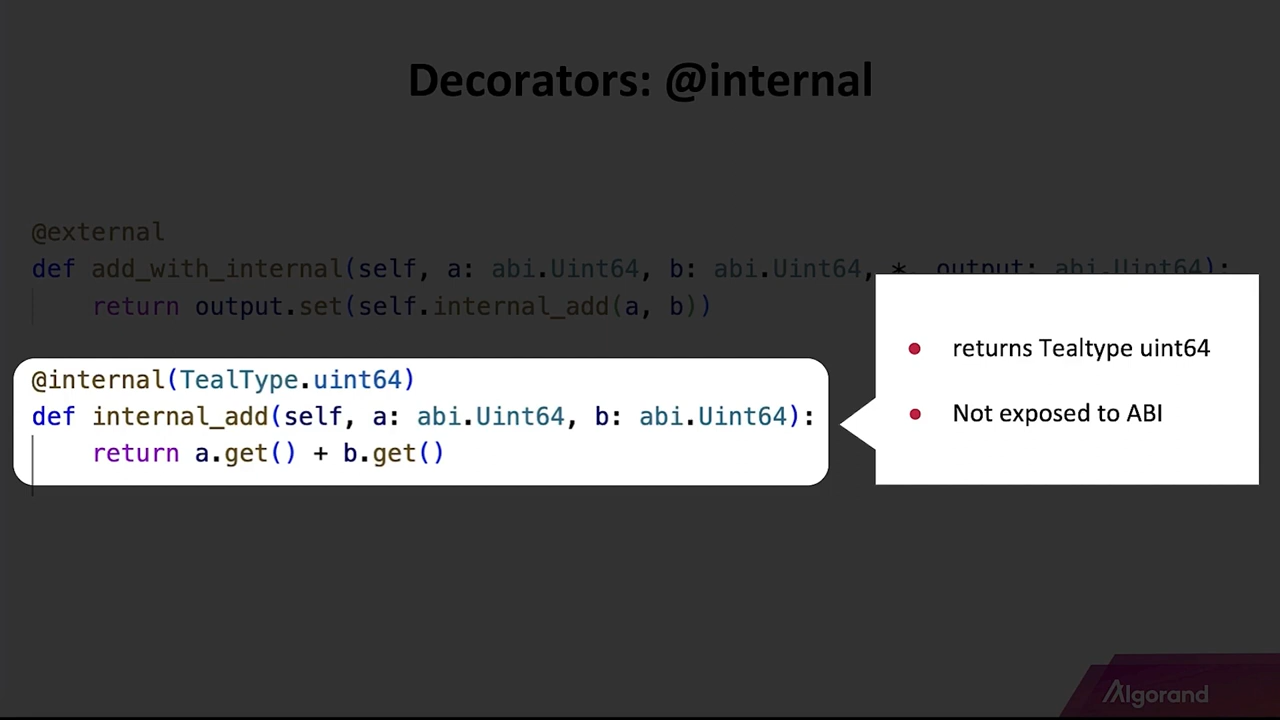 Decorators: @internal
@external
def add_with_internal(self, a: abi.Uint64, b: abi.Uint64, *, output: abi.Uint64):
return output.set(self.internal_add(a, b))
@internal(TealType.uint64)
def internal_add(self, a: abi.Uint64, b: abi.Uint64):
return a.get() + b.get()
returns Tealtype uint64
Not exposed to ABI
Algorand